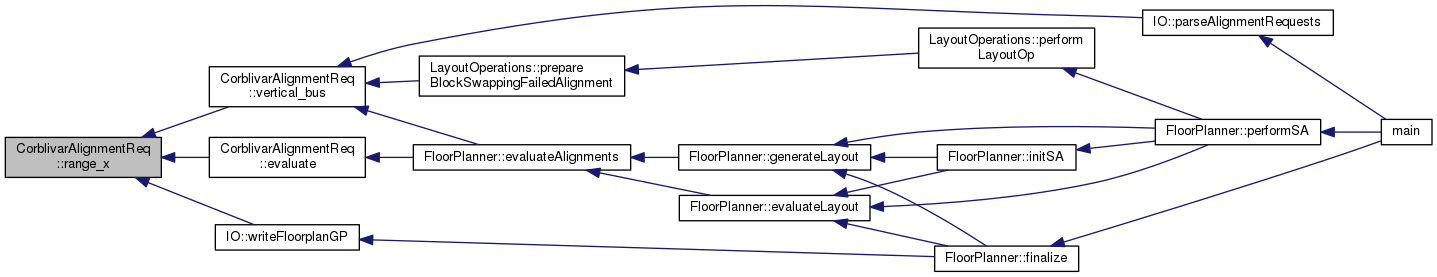 CorblivarAlignmentReq
::range_x
CorblivarAlignmentReq
::vertical_bus
CorblivarAlignmentReq
::evaluate
IO::writeFloorplanGP
LayoutOperations::prepare
BlockSwappingFailedAlignment
FloorPlanner::evaluateAlignments
FloorPlanner::generateLayout
FloorPlanner::evaluateLayout
LayoutOperations::perform
LayoutOp
FloorPlanner::initSA
FloorPlanner::finalize
IO::parseAlignmentRequests
FloorPlanner::performSA
main